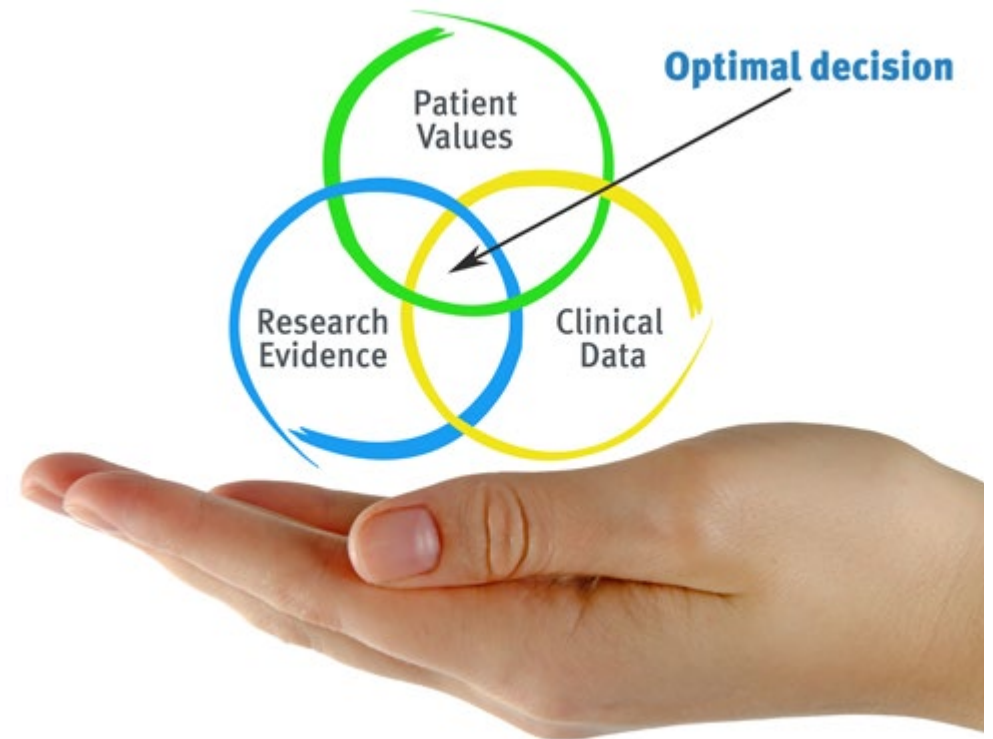 Optimal decision
Patient
Values
Research
Evidence
Clinical
Data